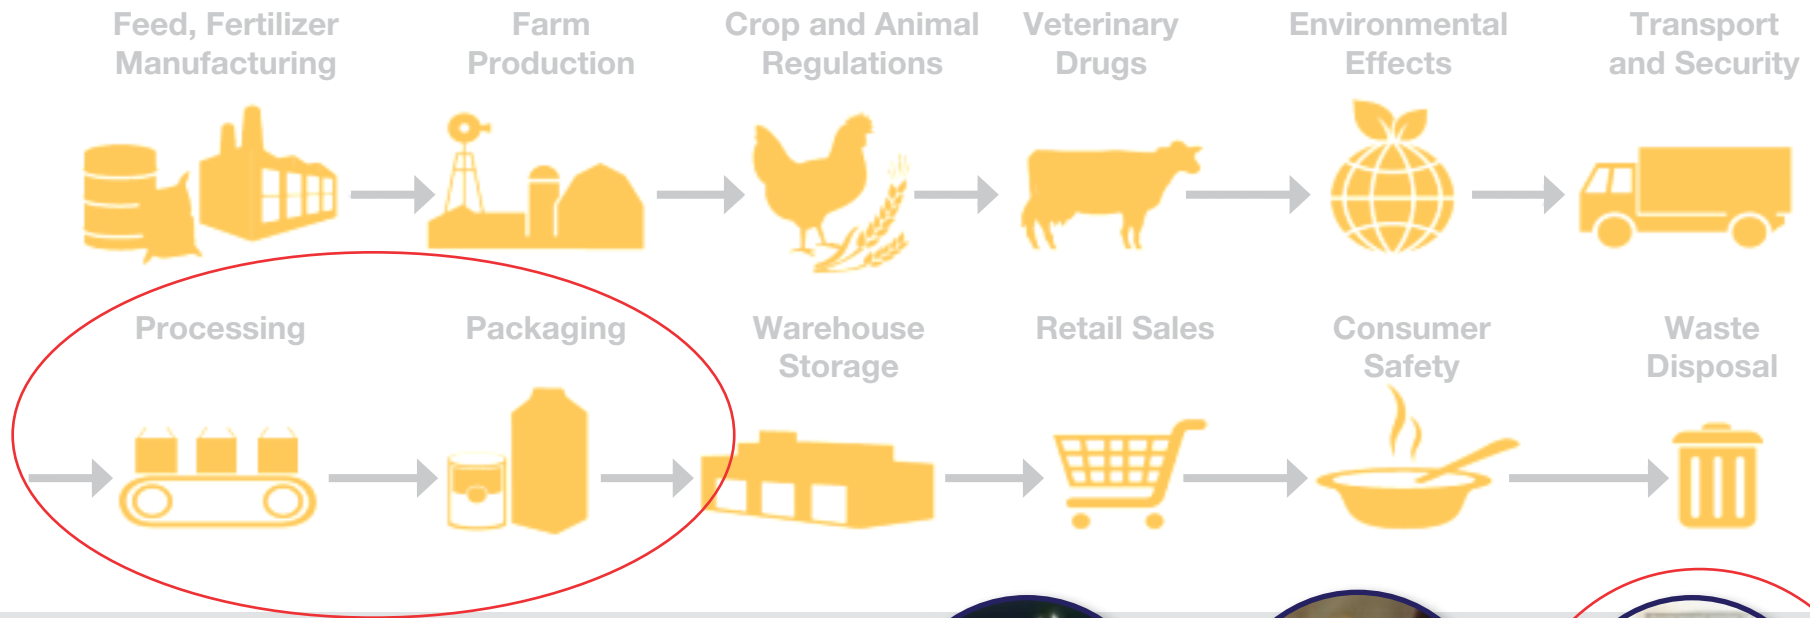 Feed, Fertilizer
Manufacturing
Farm
Production
Crop and Animal
Regulations
Veterinary
Drugs
Environmental
Effects
Transport
and Security
Processing
Packaging
Warehouse
Storage
Retail Sales
Consumer
Safety
Waste
Disposal